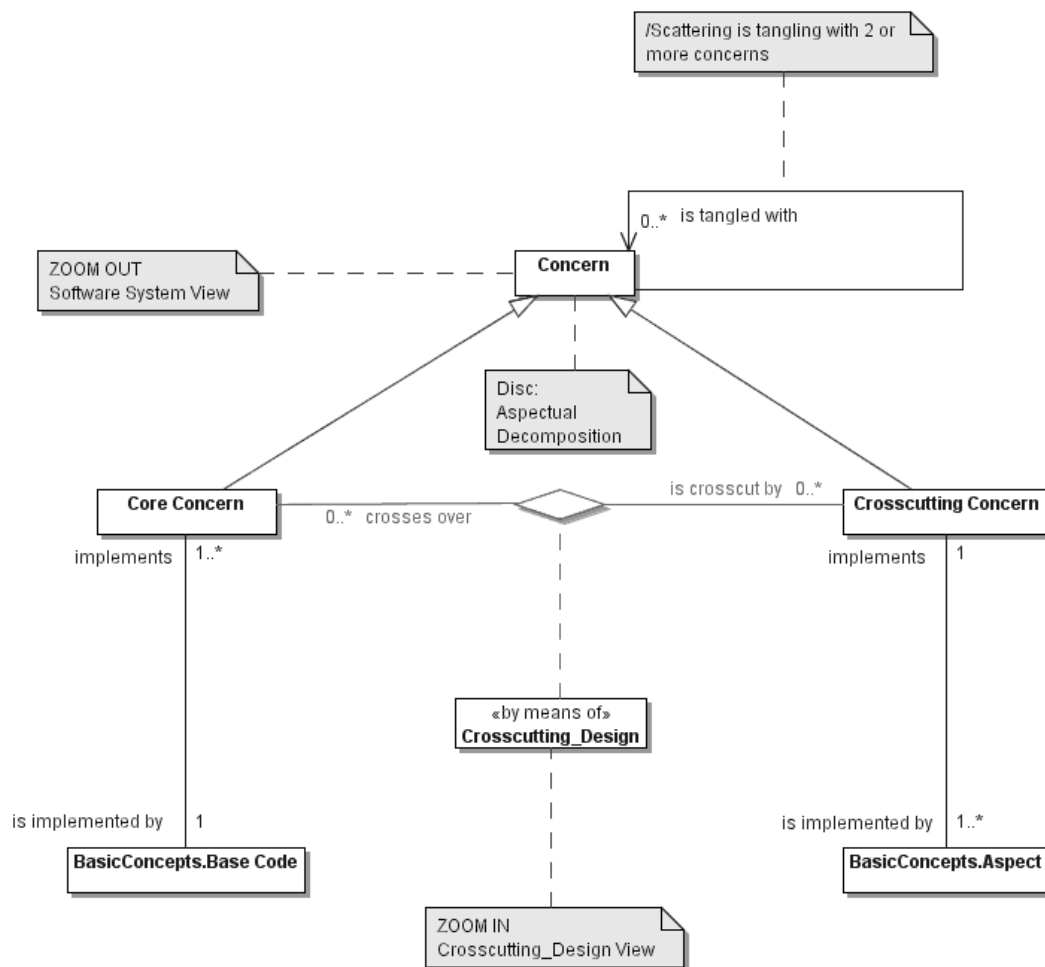 /Scattering is tangling with 2 or
more concerns
0..* is tangled with
Concern
ZOOM OUT
Software System View
Disc:
Aspectual
Decomposition
Core Concern
0..* crosses over
is crosscut by 0..*
Crosscutting Concern
implements 1..*
implements 1
«by means of»
Crosscutting_Design
is implemented by 1
is implemented by 1..*
BasicConcepts.Base Code
BasicConcepts.Aspect
ZOOM IN
Crosscutting_Design View